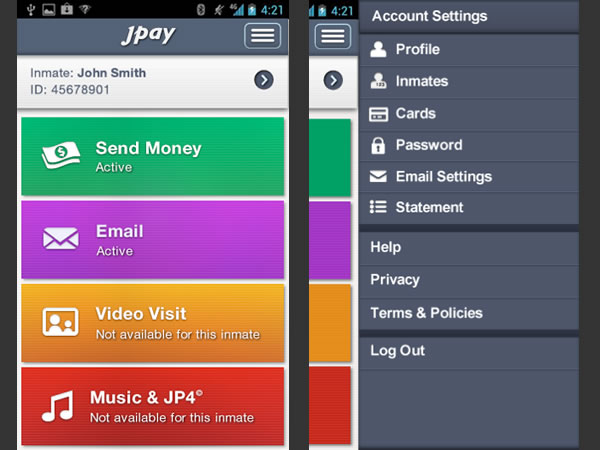 4G 4:21
Jpay
Inmate: John Smith
ID: 45678901
Send Money
Active
Email
Active
Video Visit
Not available for this inmate
Music & JP4©
Not available for this inmate
4:21
Account Settings
Profile
Inmates
Cards
Password
Email Settings
Statement
Help
Privacy
Terms & Policies
Log Out